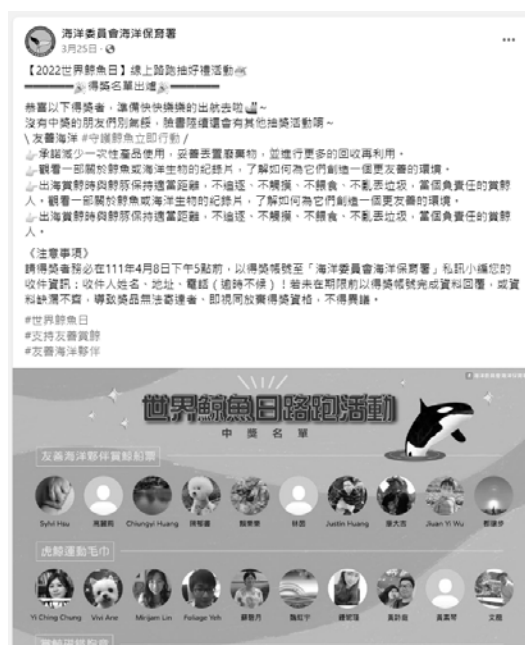 海洋委員會海洋保育署
3月25日
【2022世界鯨魚日】線上路跑抽好禮活動
得獎名單出爐
恭喜以下得獎者，準備快快樂樂的出航去啦~
沒有中獎的朋友們別氣餒，臉書陸續還會有其他抽獎活動唷~
\ 友善海洋 #守護鯨魚立即行動 /
承諾減少一次性產品使用，妥善丟置廢棄物，並進行更多的回收再利用。
觀看一部關於鯨魚或海洋生物的紀錄片，了解如何為它們創造一個更友善的環境。
出海賞鯨時與鯨豚保持適當距離，不追逐、不觸摸、不餵食、不亂丟垃圾，當個負責任的賞鯨
人。觀看一部關於鯨魚或海洋生物的紀錄片，了解如何為它們創造一個更友善的環境。
出海賞鯨時與鯨豚保持適當距離，不追逐、不觸摸、不餵食、不亂丟垃圾，當個負責任的賞鯨
人。
《注意事項》
請得獎者務必在111年4月8日下午5點前，以得獎帳號至「海洋委員會海洋保育署」私訊小編您的
收件資訊：收件人姓名、地址、電話（逾時不候）！若未在期限前以得獎帳號完成資料回覆，或資
料缺漏不齊，導致獎品無法寄達者、即視同放棄得獎資格，不得異議。
#世界鯨魚日
#支持友善賞鯨
#友善海洋夥伴
世界鯨魚日路跑活動
中獎名單
友善海洋夥伴賞鯨船票
Sylvi Hsu Chiungyi Huang Justin Huang Jiuan Yi Wu
虎鯨運動毛巾
Yi Ching Chung Vivi Ane Mirijam Lin Foliage Yeh